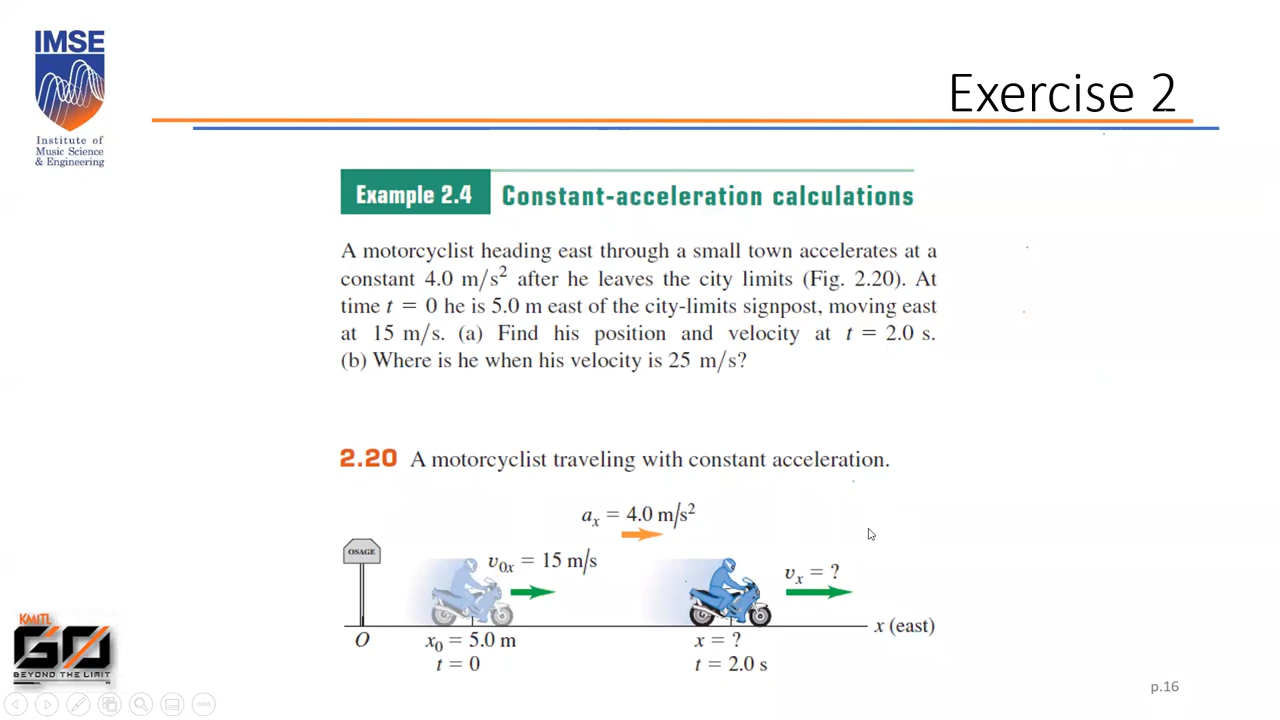 IMSE
Institute of
Music Science
& Engineering
Exercise 2
Example 2.4 Constant-acceleration calculations
A motorcyclist heading east through a small town accelerates at a
constant 4.0 m/s² after he leaves the city limits (Fig. 2.20). At
time t = 0 he is 5.0 m east of the city-limits signpost, moving east
at 15 m/s. (a) Find his position and velocity at t = 2.0 s.
(b) Where is he when his velocity is 25 m/s?
2.20 A motorcyclist traveling with constant acceleration.
aₓ = 4.0 m/s²
OSAGE
v₀ₓ = 15 m/s
vₓ = ?
x (east)
O
x₀ = 5.0 m
x = ?
t = 0
t = 2.0 s
KMITL
GO
BEYOND THE LIMIT
p.16